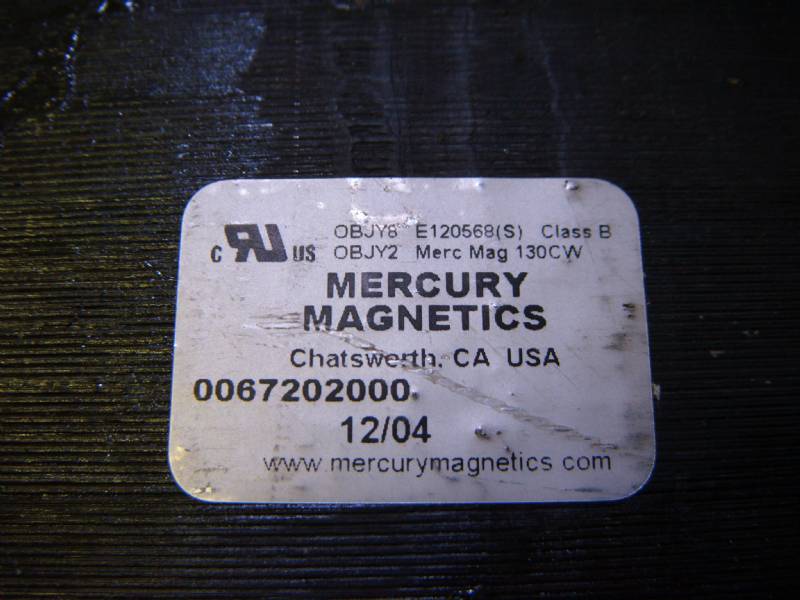 OBJY8 E120568(S) Class B
c RU US OBJY2 Merc Mag 130CW
MERCURY
MAGNETICS
Chatsworth, CA USA
0067202000
12/04
www.mercurymagnetics.com